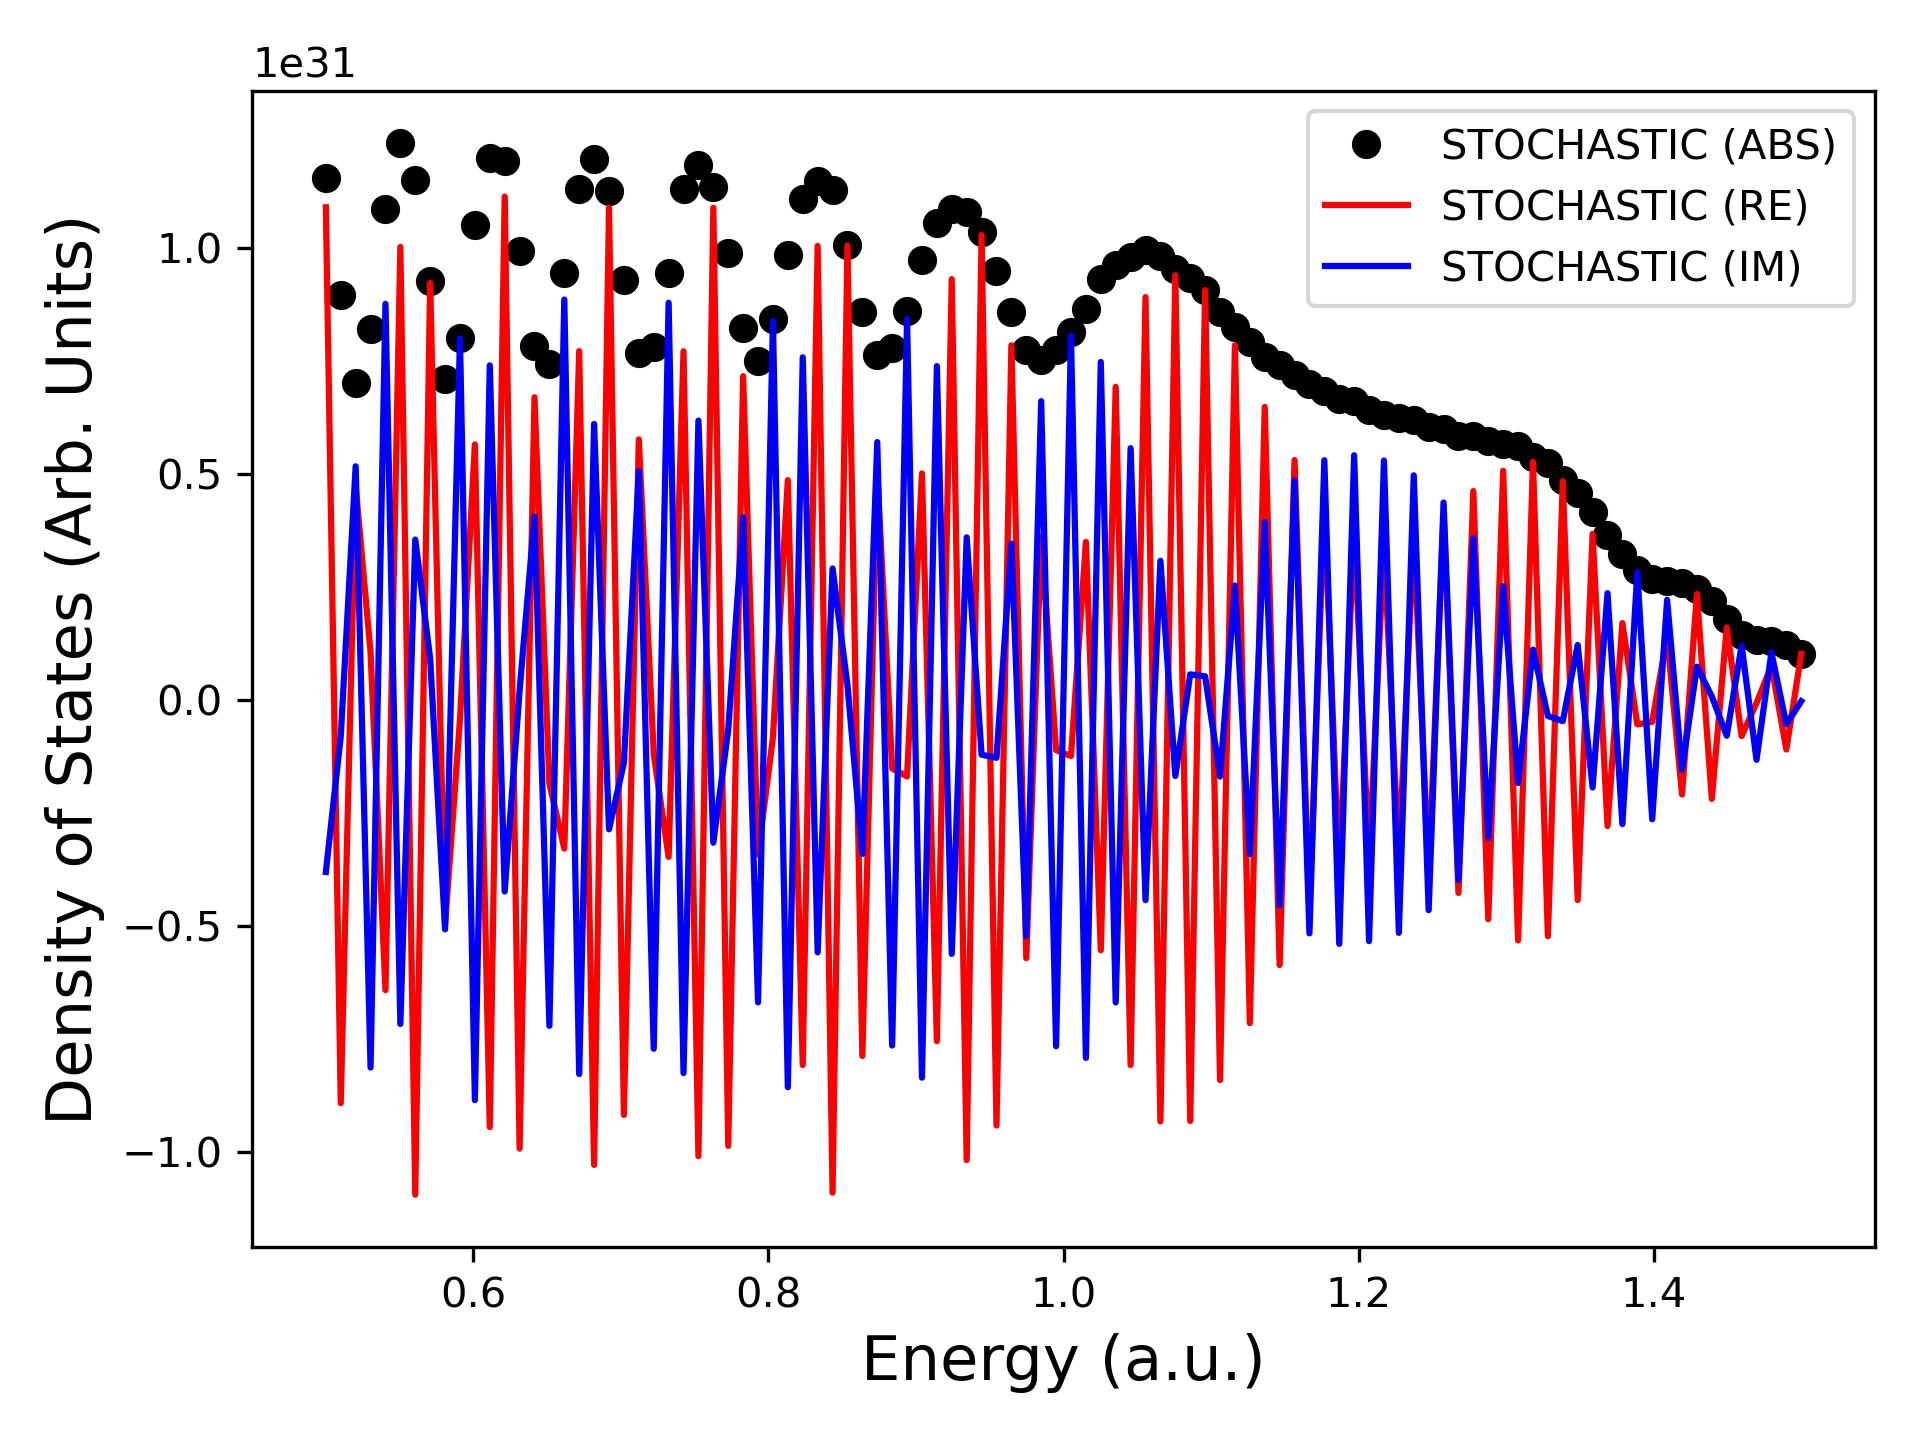 1e31
STOCHASTIC (ABS)
STOCHASTIC (RE)
STOCHASTIC (IM)
Density of States (Arb. Units)
1.0
0.5
0.0
−0.5
−1.0
0.6 0.8 1.0 1.2 1.4
Energy (a.u.)